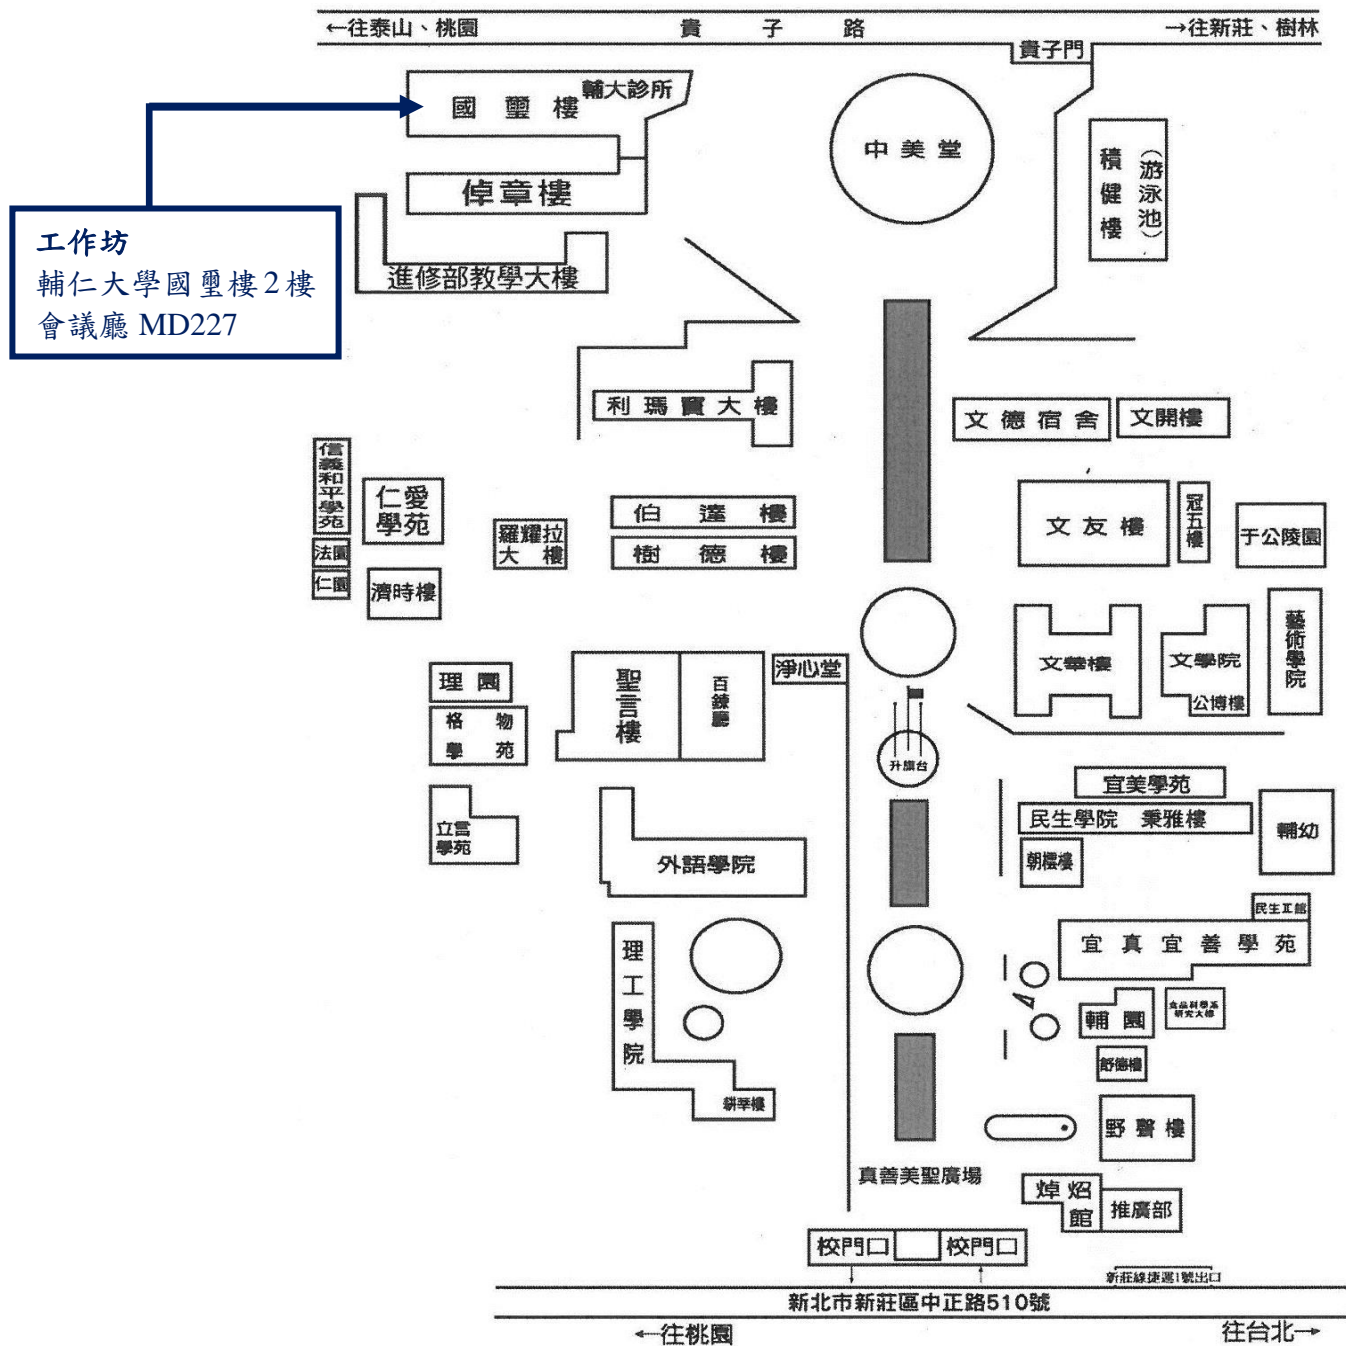 ←往泰山、桃園
貴子路
→往新莊、樹林
貴子門
輔大診所
國璽樓
中美堂
積健樓
(游泳池)
倬章樓
工作坊
輔仁大學國璽樓2樓
會議廳 MD227
進修部教學大樓
利瑪竇大樓
文德宿舍
文開樓
信義和平學苑
仁愛
學苑
法園
仁園
濟時樓
羅耀拉
大樓
伯達樓
樹德樓
文友樓
冠五樓
于公陵園
文華樓
文學院
公博樓
藝術學院
理園
格物
學苑
聖言樓
百鍊廳
淨心堂
升旗台
立言
學苑
外語學院
宜美學苑
民生學院 秉雅樓
朝橒樓
輔幼
理工學院
耕莘樓
宜真宜善學苑
輔園
食品科學系
研究大樓
舒德樓
野聲樓
真善美聖廣場
焯炤
館
推廣部
校門口
校門口
新莊線捷運1號出口
新北市新莊區中正路510號
←往桃園
往台北→